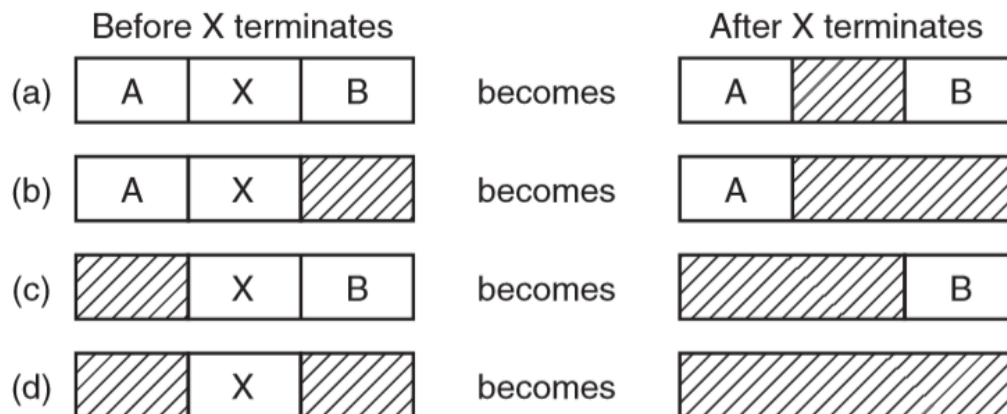 Before X terminates After X terminates
(a) A X B becomes A B
(b) A X becomes A
(c) X B becomes B
(d) X becomes